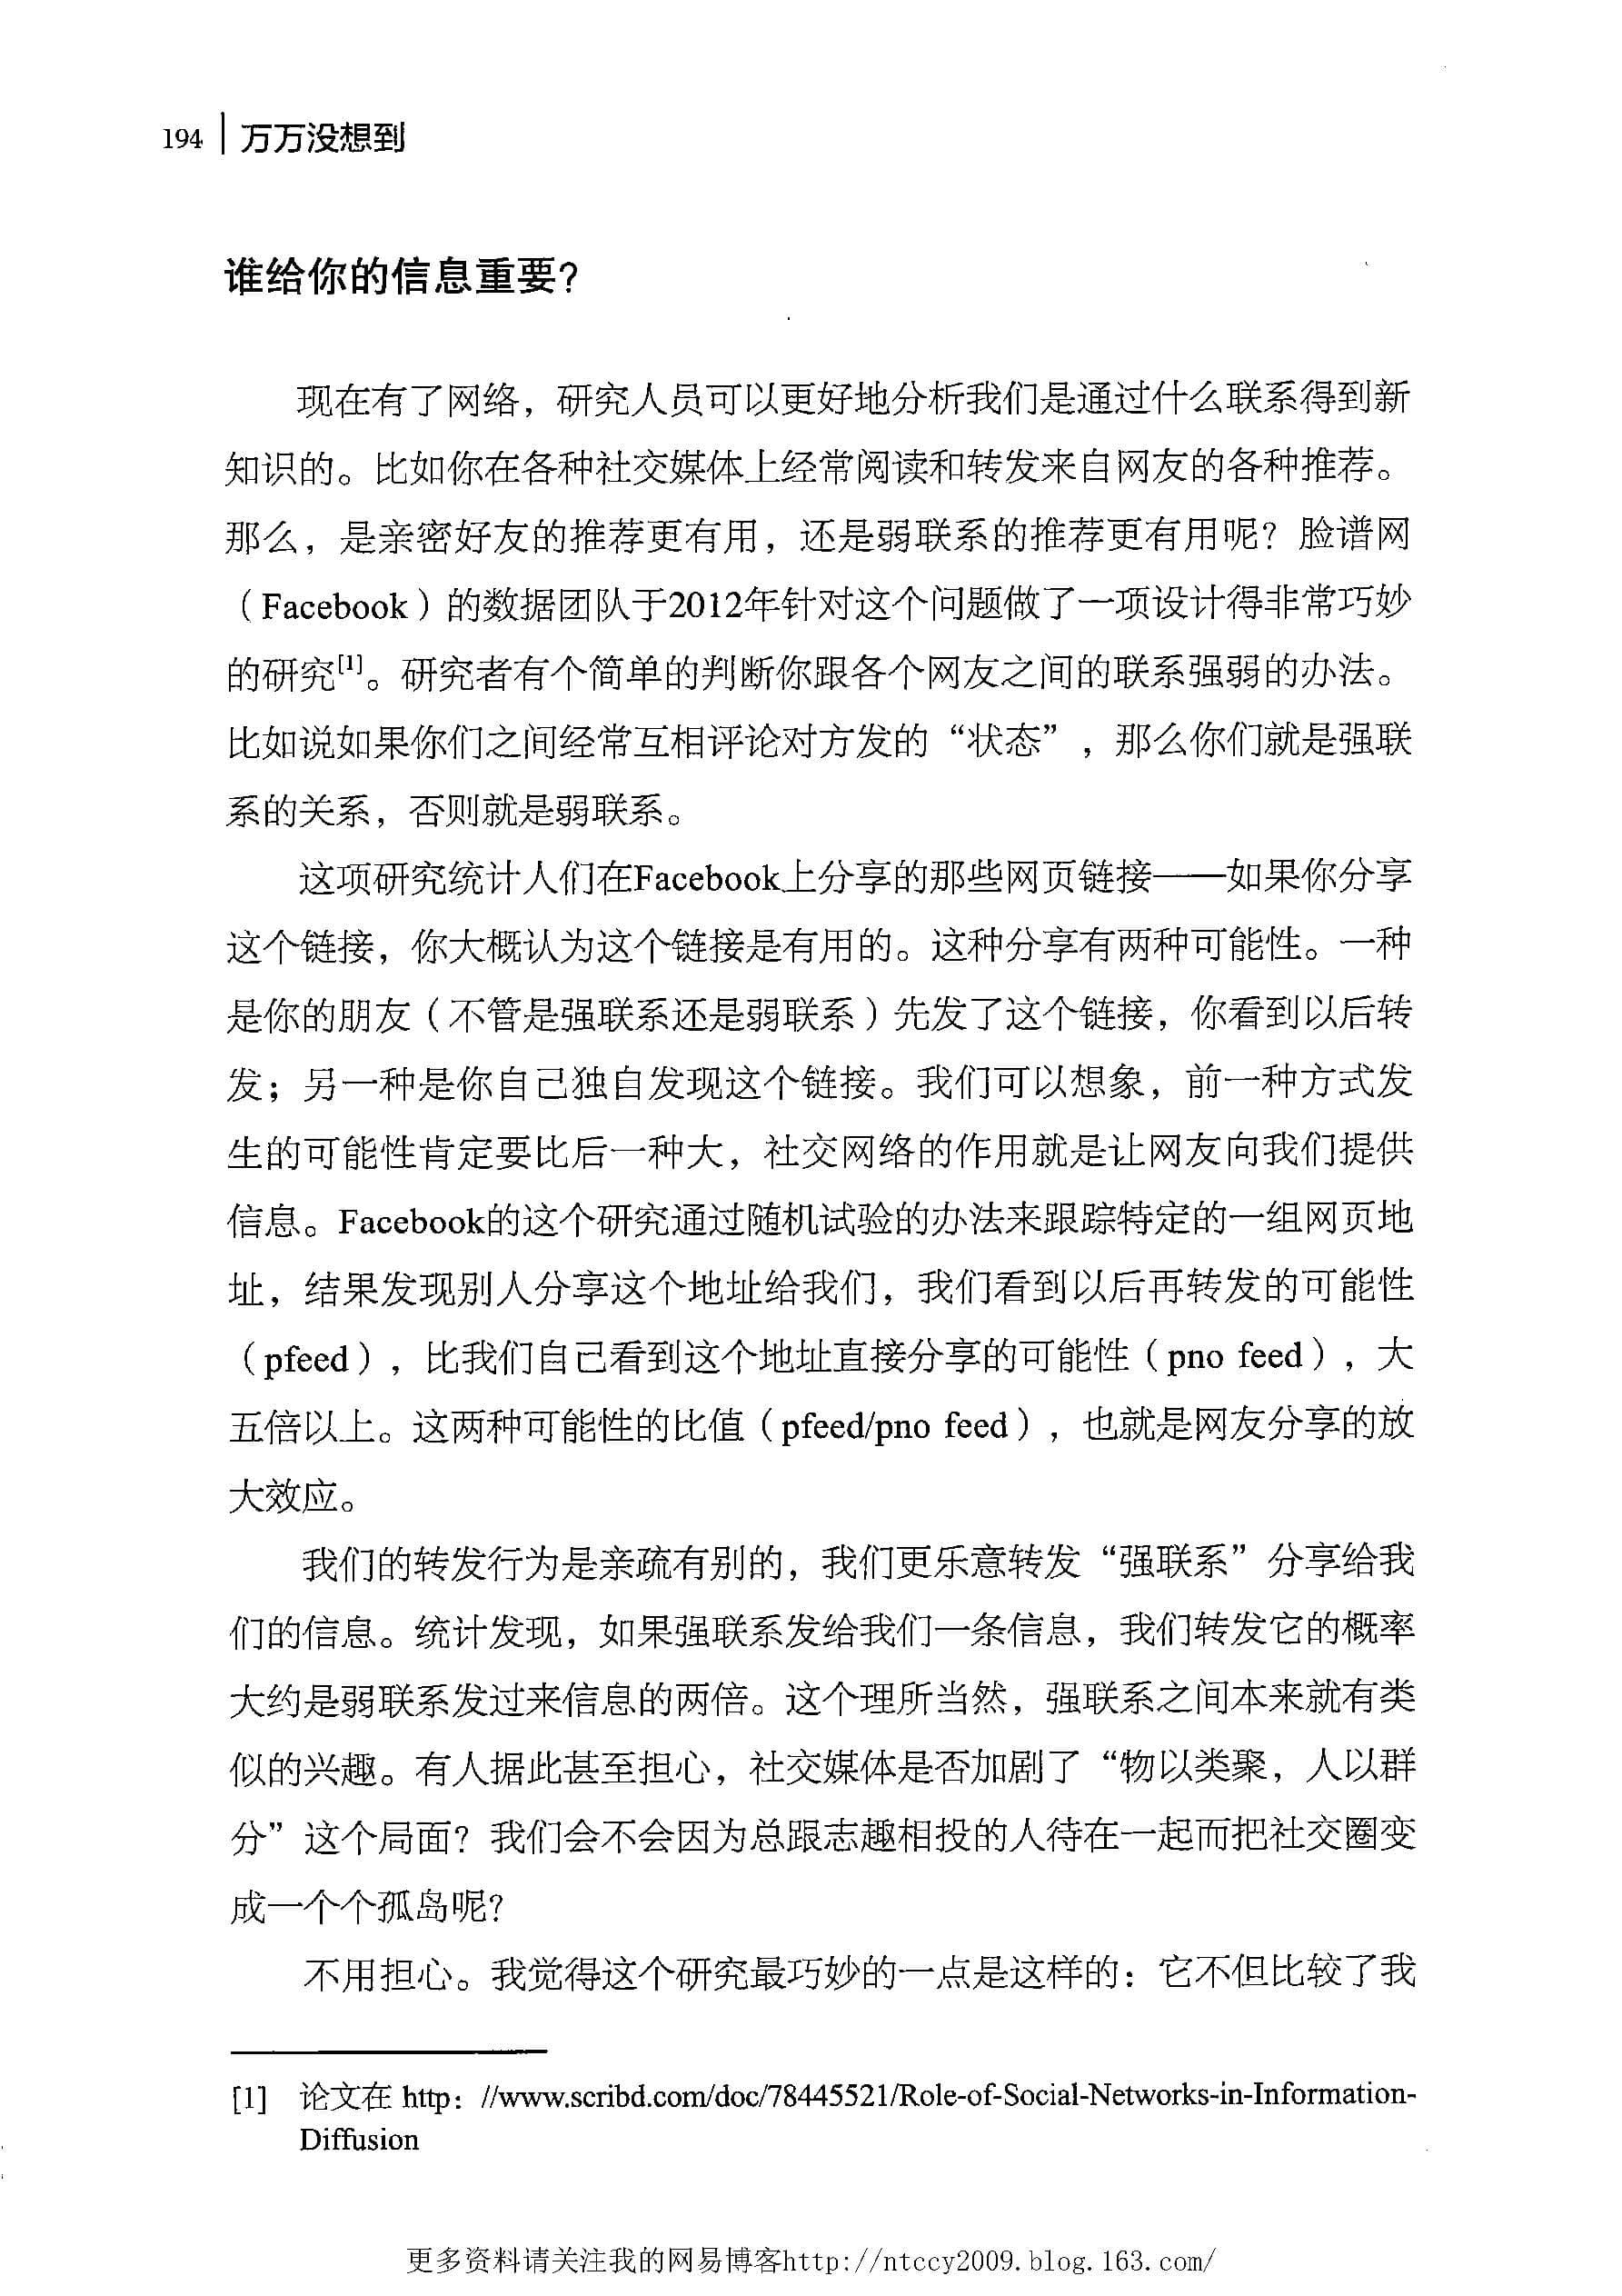 194 万万没想到
谁给你的信息重要？
现在有了网络，研究人员可以更好地分析我们是通过什么联系得到新
知识的。比如你在各种社交媒体上经常阅读和转发来自网友的各种推荐。
那么，是亲密好友的推荐更有用，还是弱联系的推荐更有用呢？脸谱网
（Facebook）的数据团队于2012年针对这个问题做了一项设计得非常巧妙
的研究[1]。研究者有个简单的判断你跟各个网友之间的联系强弱的办法。
比如说如果你们之间经常互相评论对方发的“状态”，那么你们就是强联
系的关系，否则就是弱联系。
这项研究统计人们在Facebook上分享的那些网页链接——如果你分享
这个链接，你大概认为这个链接是有用的。这种分享有两种可能性。一种
是你的朋友（不管是强联系还是弱联系）先发了这个链接，你看到以后转
发；另一种是你自己独自发现这个链接。我们可以想象，前一种方式发
生的可能性肯定要比后一种大，社交网络的作用就是让网友向我们提供
信息。Facebook的这个研究通过随机试验的办法来跟踪特定的一组网页地
址，结果发现别人分享这个地址给我们，我们看到以后再转发的可能性
（pfeed），比我们自己看到这个地址直接分享的可能性（pno feed），大
五倍以上。这两种可能性的比值（pfeed/pno feed），也就是网友分享的放
大效应。
我们的转发行为是亲疏有别的，我们更乐意转发“强联系”分享给我
们的信息。统计发现，如果强联系发给我们一条信息，我们转发它的概率
大约是弱联系发过来信息的两倍。这个理所当然，强联系之间本来就有类
似的兴趣。有人据此甚至担心，社交媒体是否加剧了“物以类聚，人以群
分”这个局面？我们会不会因为总跟志趣相投的人待在一起而把社交圈变
成一个个孤岛呢？
不用担心。我觉得这个研究最巧妙的一点是这样的：它不但比较了我
[1] 论文在 http：//www.scribd.com/doc/78445521/Role-of-Social-Networks-in-Information-
Diffusion
更多资料请关注我的网易博客http://ntccy2009.blog.163.com/